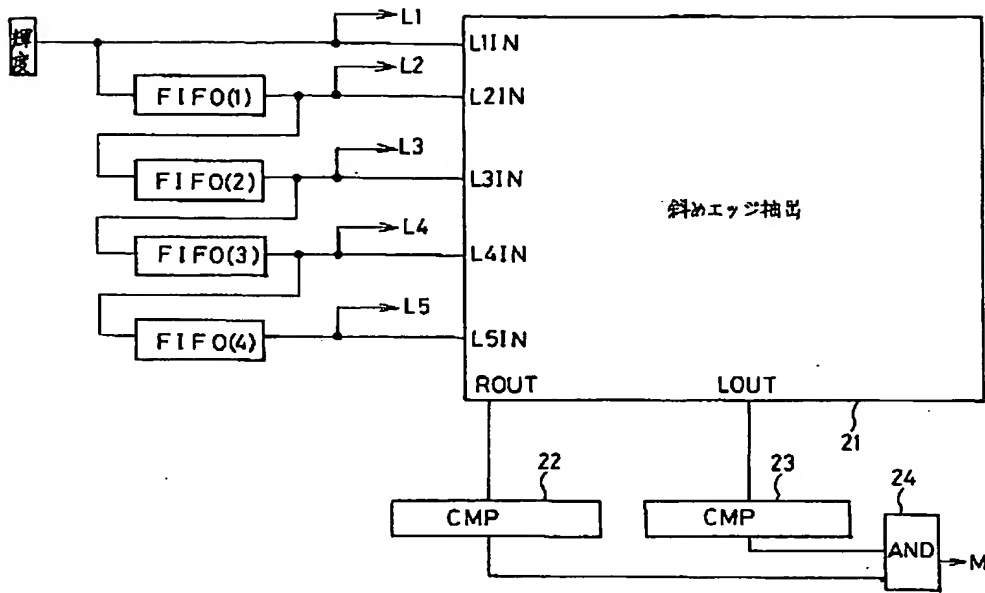 輝度
L1
L1IN
FIFO(1)
L2
L2IN
FIFO(2)
L3
L3IN
FIFO(3)
L4
L4IN
FIFO(4)
L5
L5IN
斜めエッジ抽出
ROUT
LOUT
21
22
CMP
23
CMP
24
AND
M